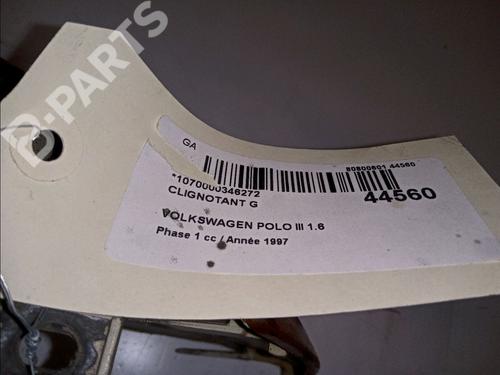 B-PARTS
GA
80800601 44560
*1070000346272
44560
CLIGNOTANT G
VOLKSWAGEN POLO III 1.6
Phase 1 cc / Année 1997